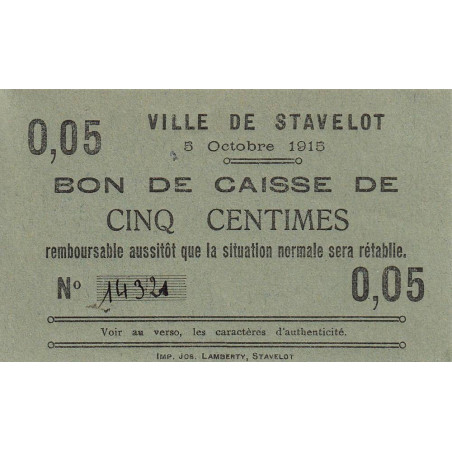 0,05 VILLE DE STAVELOT
5 Octobre 1915
BON DE CAISSE DE
CINQ CENTIMES
remboursable aussitôt que la situation normale sera rétablie.
Nº 14321 0,05
Voir au verso, les caractères d'authenticité.
IMP. JOS. LAMBERTY, STAVELOT